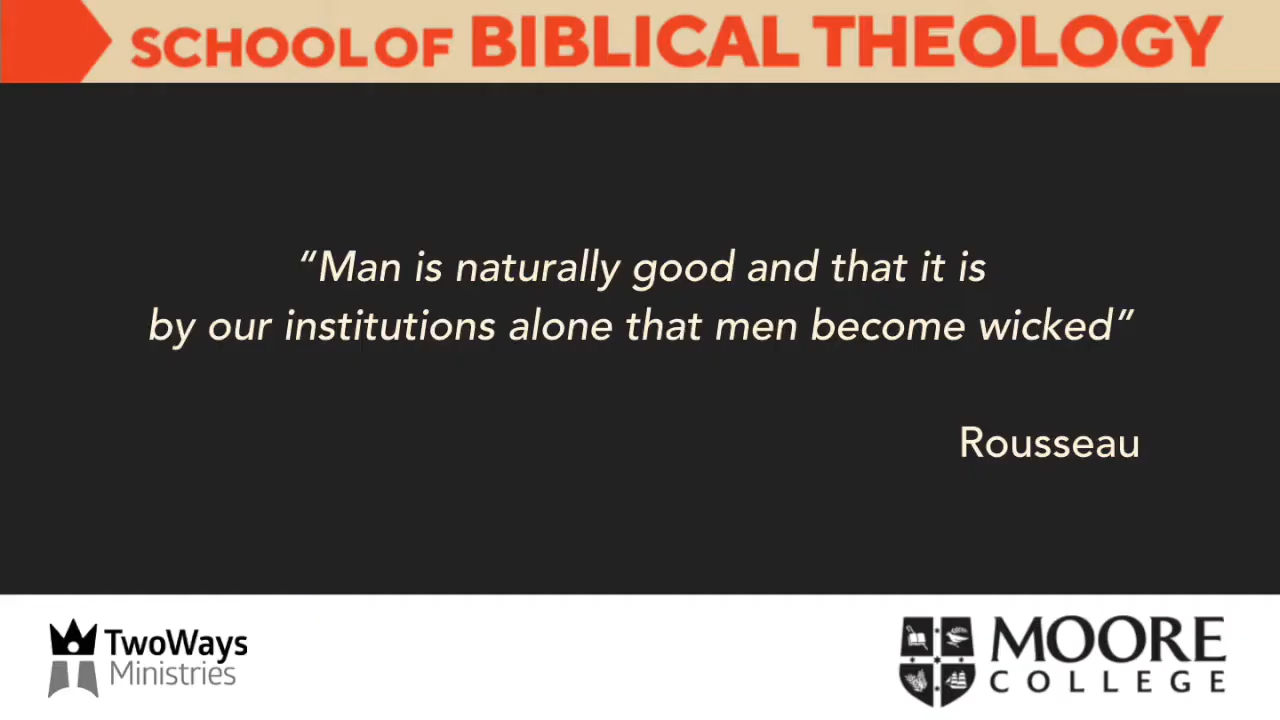 SCHOOL OF BIBLICAL THEOLOGY
“Man is naturally good and that it is
by our institutions alone that men become wicked”
Rousseau
TwoWays
Ministries
MOORE
COLLEGE